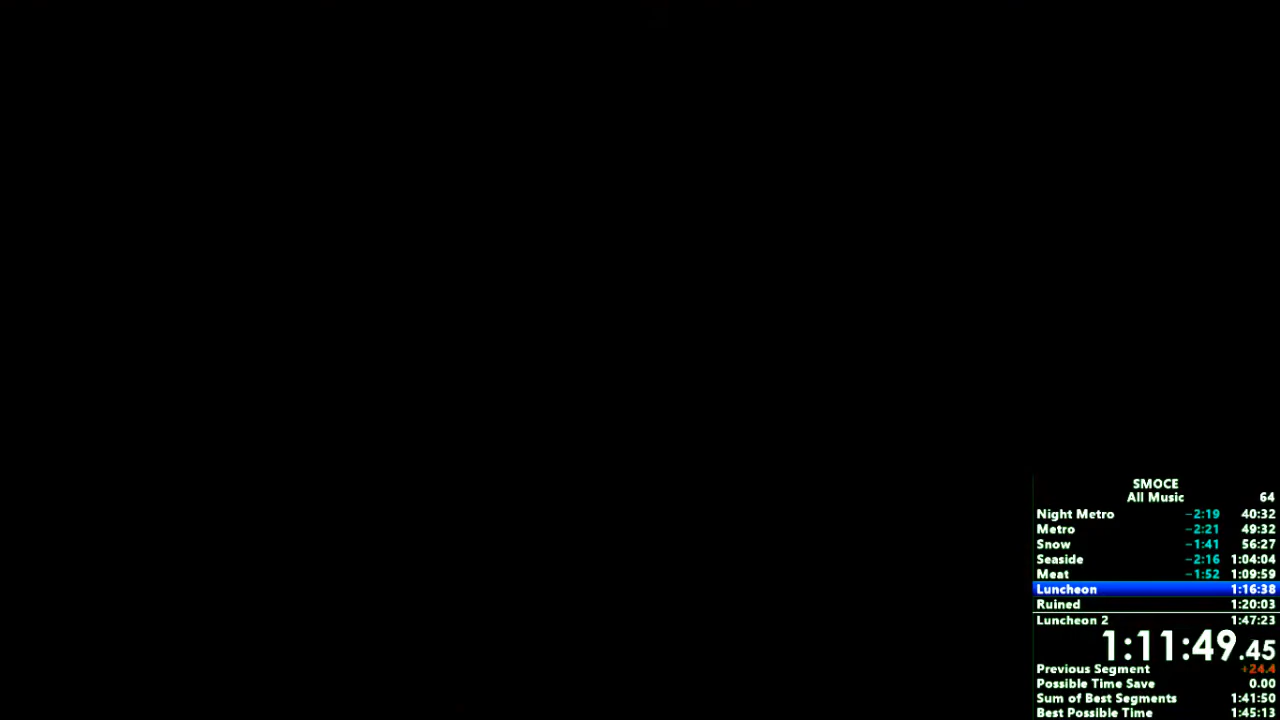 SMOCE
All Music 64
Night Metro -2:19 40:32
Metro -2:21 49:32
Snow -1:41 56:27
Seaside -2:16 1:04:04
Meat -1:52 1:09:59
Luncheon 1:16:38
Ruined 1:20:03
Luncheon 2 1:47:23
1:11:49.45
Previous Segment +24.4
Possible Time Save 0.00
Sum of Best Segments 1:41:50
Best Possible Time 1:45:13